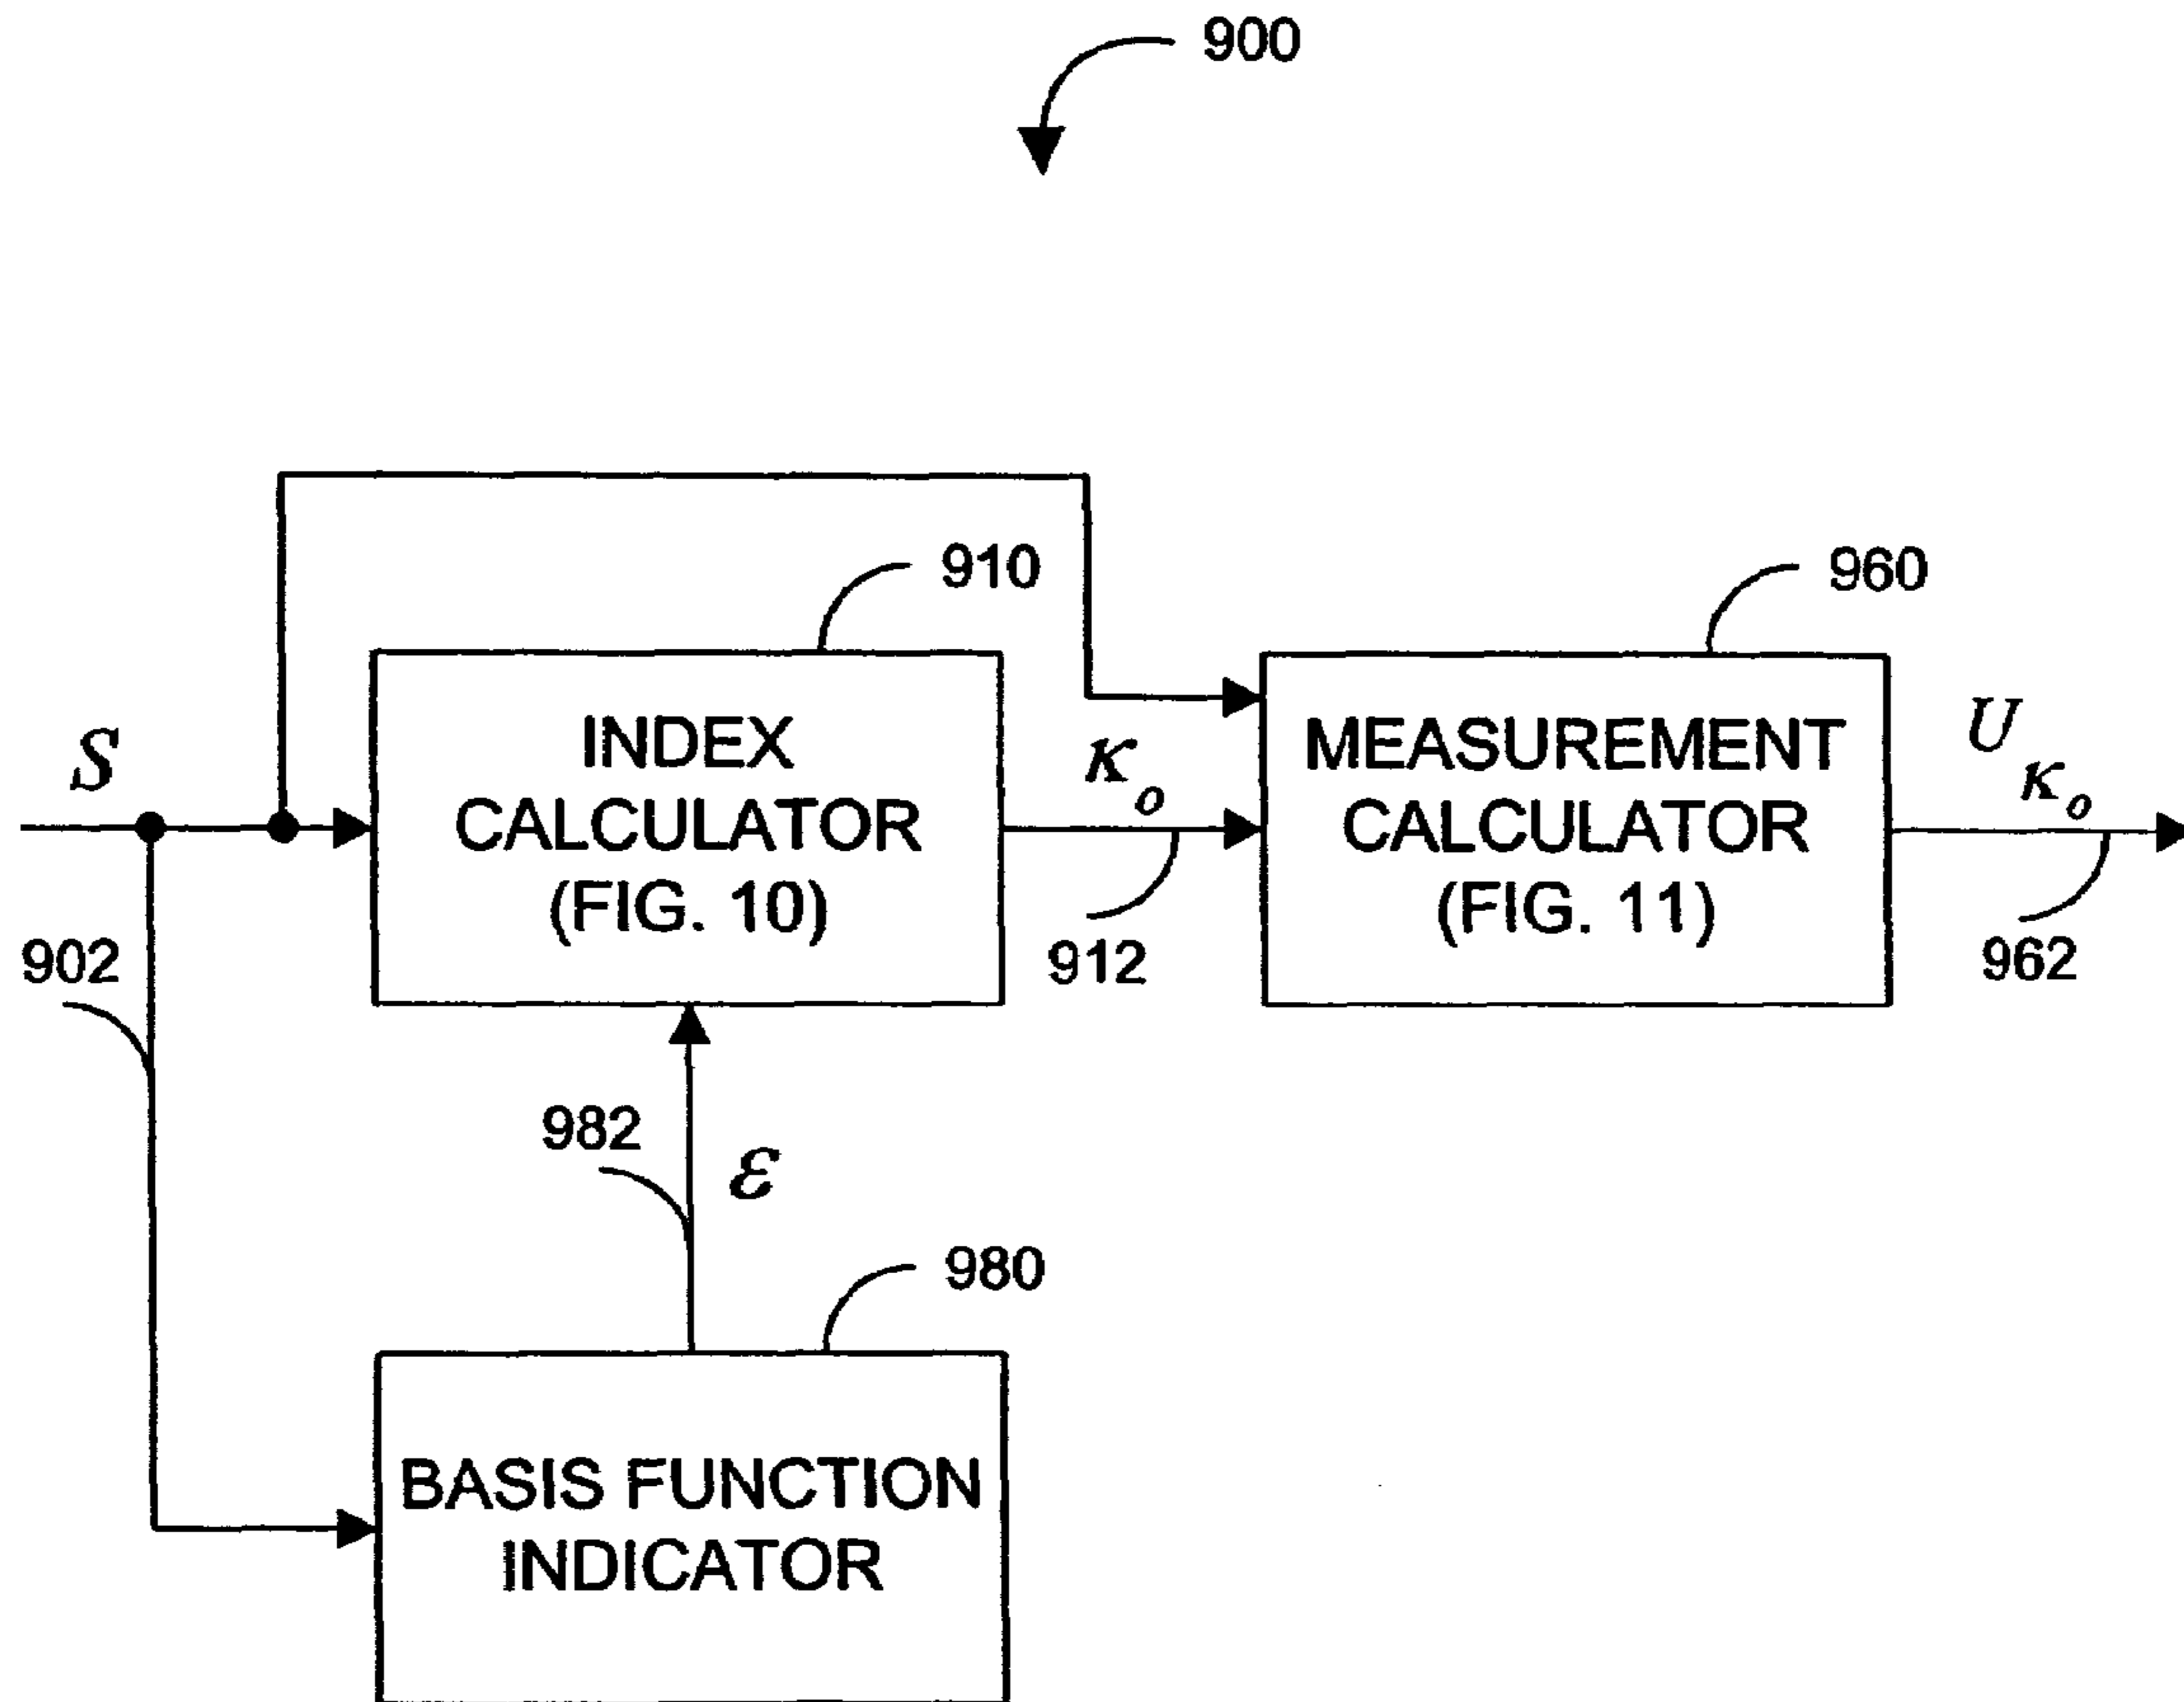 900
910
960
S
INDEX
CALCULATOR
(FIG. 10)
κo
MEASUREMENT
CALCULATOR
(FIG. 11)
Uκo
902
912
962
982
ε
980
BASIS FUNCTION
INDICATOR